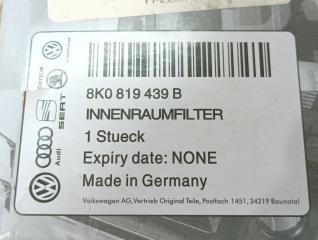 8K0 819 439 B
INNENRAUMFILTER
1 Stueck
Expiry date: NONE
Made in Germany
Volkswagen AG, Vertrieb Original Teile, Postfach 1451, 34219 Baunatal
SEAT
Audi